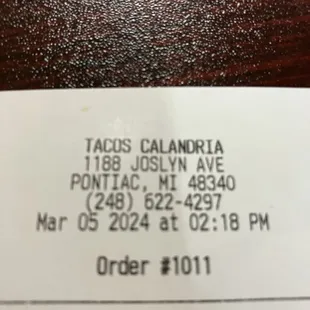 TACOS CALANDRIA
1188 JOSLYN AVE
PONTIAC, MI 48340
(248) 622-4297
Mar 05 2024 at 02:18 PM
Order #1011